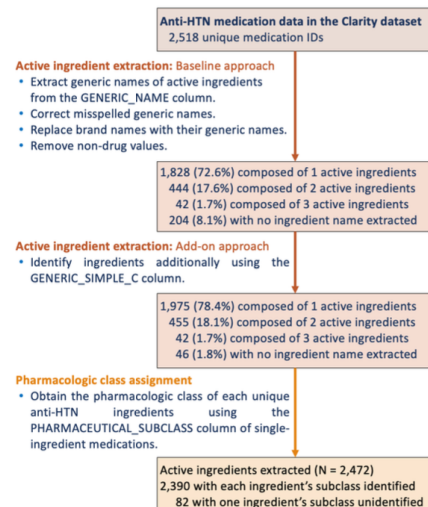 Anti-HTN medication data in the Clarity dataset
2,518 unique medication IDs
Active ingredient extraction: Baseline approach
• Extract generic names of active ingredients
from the GENERIC_NAME column.
• Correct misspelled generic names.
• Replace brand names with their generic names.
• Remove non-drug values.
1,828 (72.6%) composed of 1 active ingredients
444 (17.6%) composed of 2 active ingredients
42 (1.7%) composed of 3 active ingredients
204 (8.1%) with no ingredient name extracted
Active ingredient extraction: Add-on approach
• Identify ingredients additionally using the
GENERIC_SIMPLE_C column.
1,975 (78.4%) composed of 1 active ingredients
455 (18.1%) composed of 2 active ingredients
42 (1.7%) composed of 3 active ingredients
46 (1.8%) with no ingredient name extracted
Pharmacologic class assignment
• Obtain the pharmacologic class of each unique
anti-HTN ingredients using the
PHARMACEUTICAL_SUBCLASS column of single-
ingredient medications.
Active ingredients extracted (N = 2,472)
2,390 with each ingredient's subclass identified
82 with one ingredient's subclass unidentified